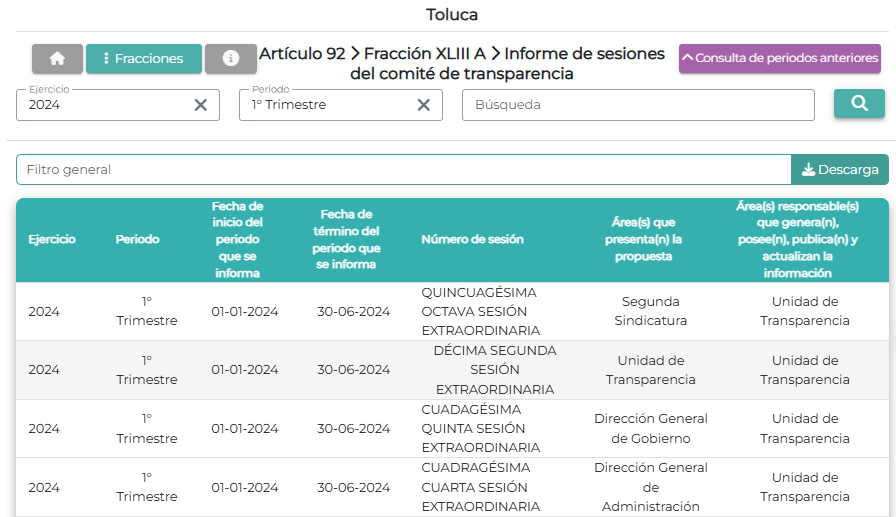 Toluca
Fracciones
Artículo 92 > Fracción XLIII A > Informe de sesiones
del comité de transparencia
Consulta de periodos anteriores
Ejercicio
2024
Periodo
1° Trimestre
Búsqueda
Filtro general
Descarga
Ejercicio
Periodo
Fecha de
inicio del
periodo
que se
informa
Fecha de
término del
periodo que
se informa
Número de sesión
Área(s) que
presenta(n) la
propuesta
Área(s) responsable(s)
que genera(n),
posee(n), publica(n) y
actualizan la
información
2024
1°
Trimestre
01-01-2024
30-06-2024
QUINCUAGÉSIMA
OCTAVA SESIÓN
EXTRAORDINARIA
Segunda
Sindicatura
Unidad de
Transparencia
2024
1°
Trimestre
01-01-2024
30-06-2024
DÉCIMA SEGUNDA
SESIÓN
EXTRAORDINARIA
Unidad de
Transparencia
Unidad de
Transparencia
2024
1°
Trimestre
01-01-2024
30-06-2024
CUADAGÉSIMA
QUINTA SESIÓN
EXTRAORDINARIA
Dirección General
de Gobierno
Unidad de
Transparencia
2024
1°
Trimestre
01-01-2024
30-06-2024
CUADRAGÉSIMA
CUARTA SESIÓN
EXTRAORDINARIA
Dirección General
de
Administración
Unidad de
Transparencia